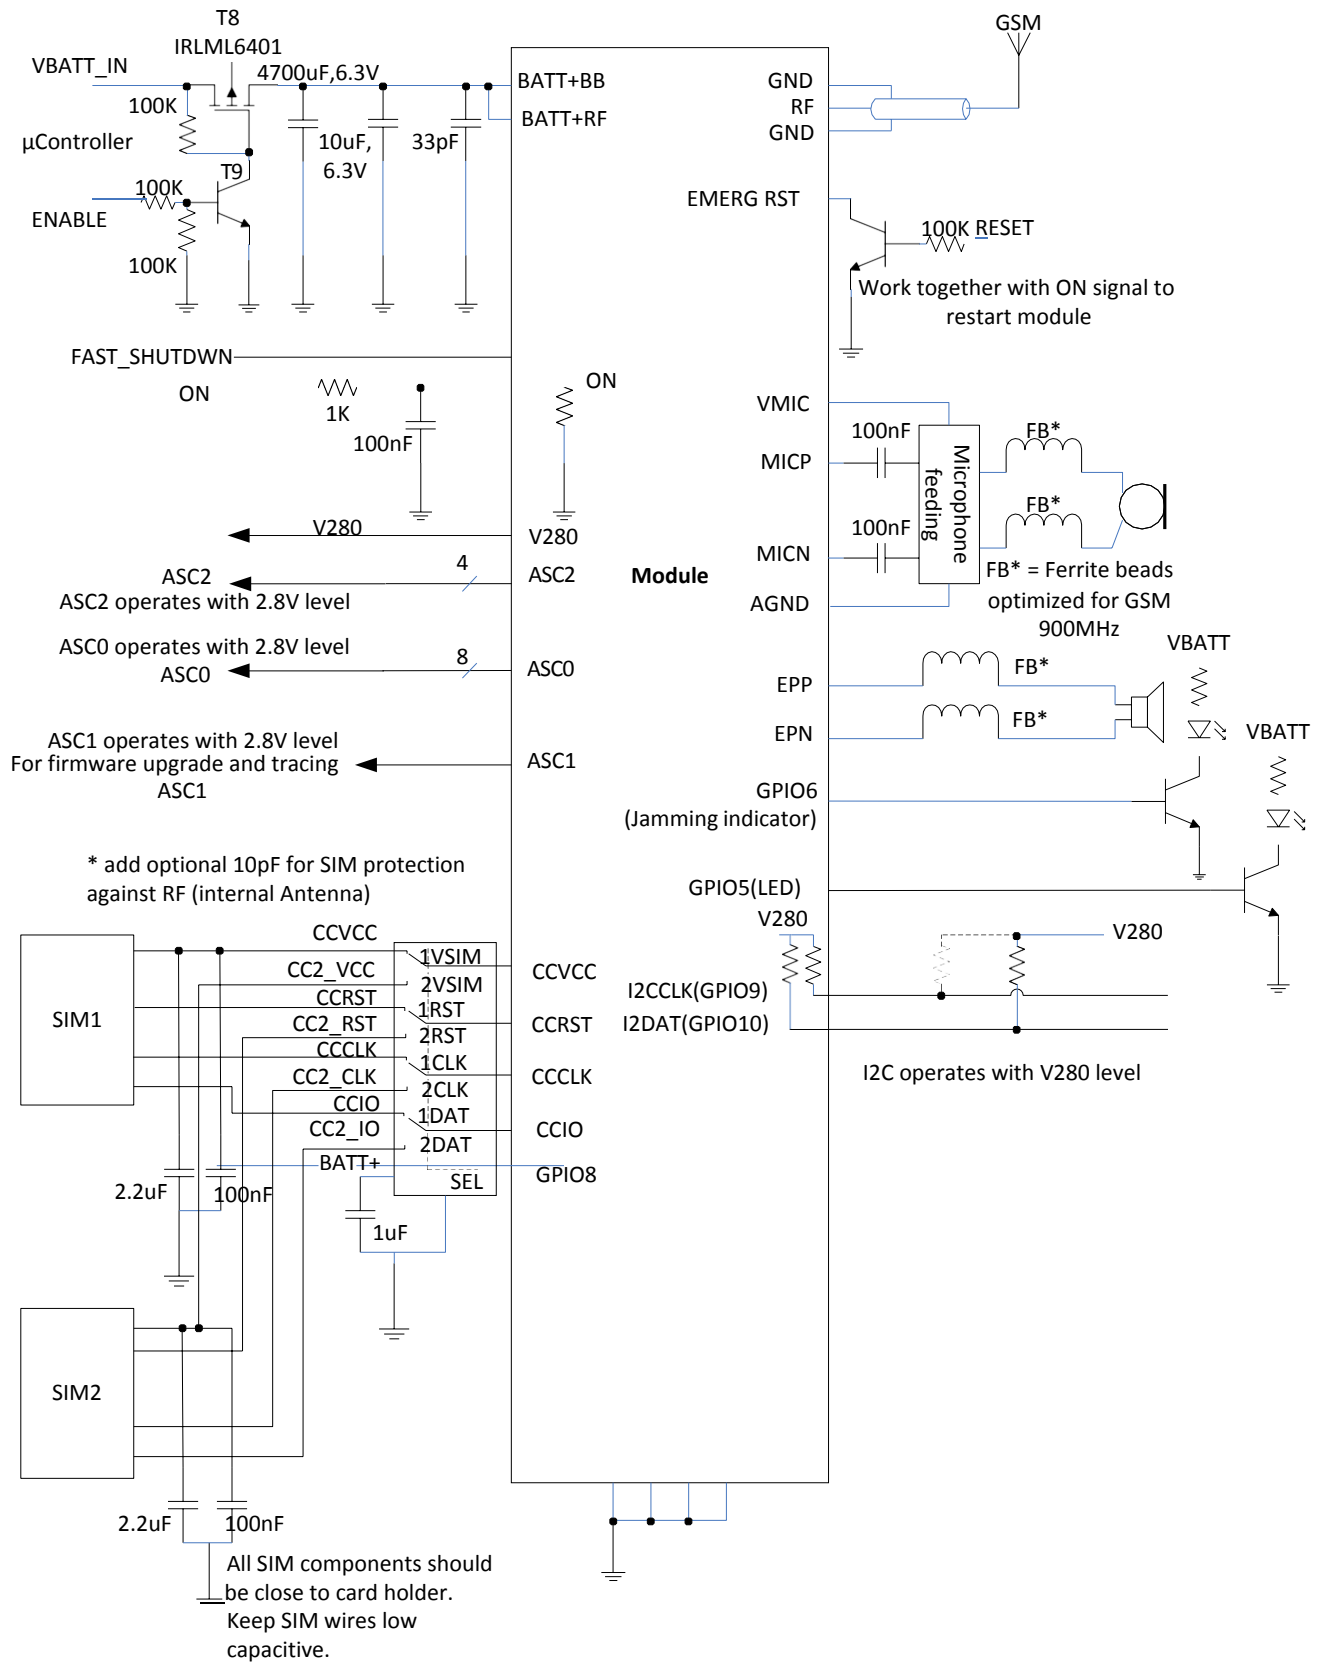 T8
IRLML6401
VBATT_IN
4700uF,6.3V
100K
µController
10uF,
6.3V
33pF
T9
100K
ENABLE
100K
BATT+BB
BATT+RF
GND
RF
GND
GSM
EMERG RST
100K
RESET
Work together with ON signal to
restart module
FAST_SHUTDWN
ON
1K
100nF
ON
VMIC
100nF
MICP
100nF
MICN
AGND
Microphone
feeding
FB*
FB*
FB* = Ferrite beads
optimized for GSM
900MHz
V280
V280
ASC2
4
ASC2
ASC2 operates with 2.8V level
Module
ASC0 operates with 2.8V level
ASC0
8
ASC0
ASC1 operates with 2.8V level
For firmware upgrade and tracing
ASC1
ASC1
EPP
FB*
EPN
FB*
VBATT
VBATT
GPIO6
(Jamming indicator)
GPIO5(LED)
V280
V280
I2CCLK(GPIO9)
I2DAT(GPIO10)
I2C operates with V280 level
* add optional 10pF for SIM protection
against RF (internal Antenna)
SIM1
CCVCC
CC2_VCC
CCRST
CC2_RST
CCCLK
CC2_CLK
CCIO
CC2_IO
BATT+
1VSIM
2VSIM
1RST
2RST
1CLK
2CLK
1DAT
2DAT
SEL
CCVCC
CCRST
CCCLK
CCIO
GPIO8
2.2uF
100nF
1uF
SIM2
2.2uF
100nF
All SIM components should
be close to card holder.
Keep SIM wires low
capacitive.